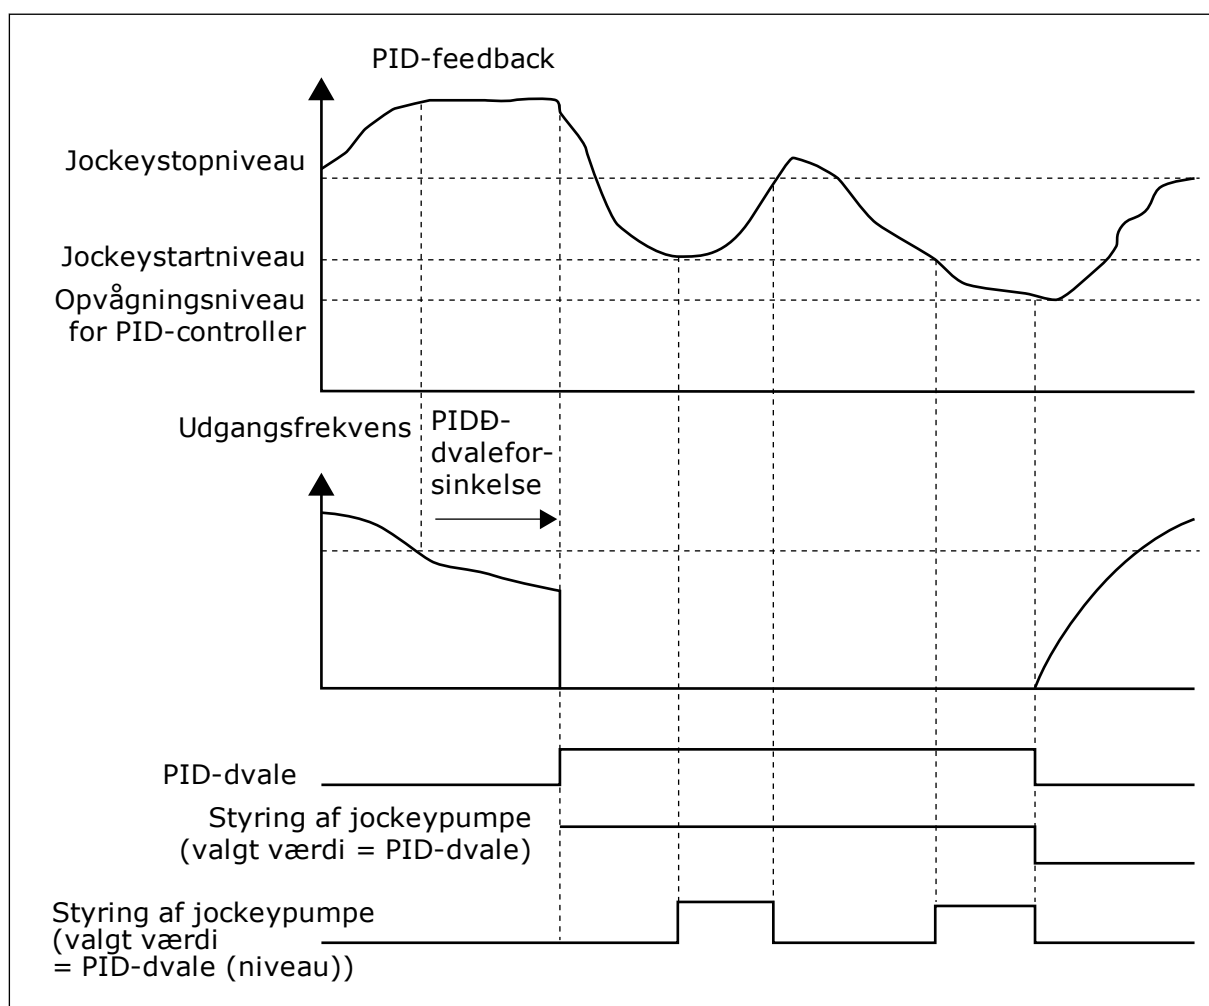 PID-feedback
Jockeystopniveau
Jockeystartniveau
Opvågningsniveau
for PID-controller
Udgangsfrekvens
PIDĐ-
dvalefor-
sinkelse
PID-dvale
Styring af jockeypumpe
(valgt værdi = PID-dvale)
Styring af jockeypumpe
(valgt værdi
= PID-dvale (niveau))